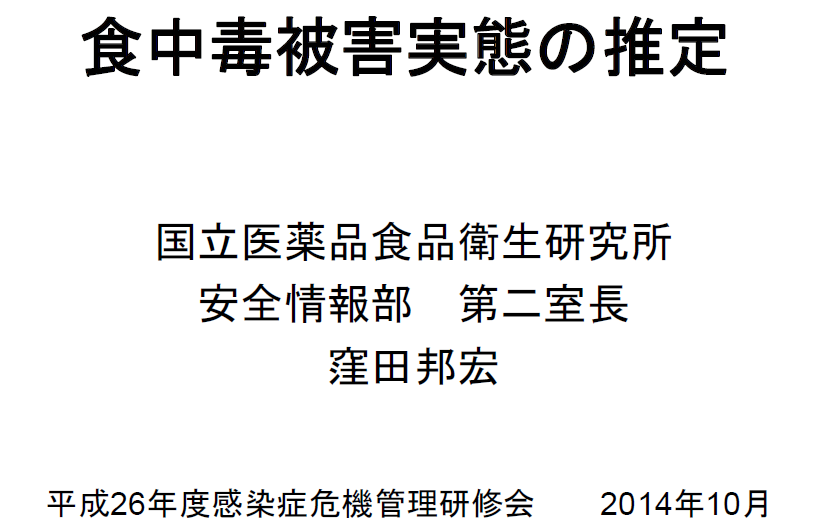 食中毒被害実態の推定
国立医薬品食品衛生研究所
安全情報部　第二室長
窪田邦宏
平成26年度感染症危機管理研修会　　2014年10月